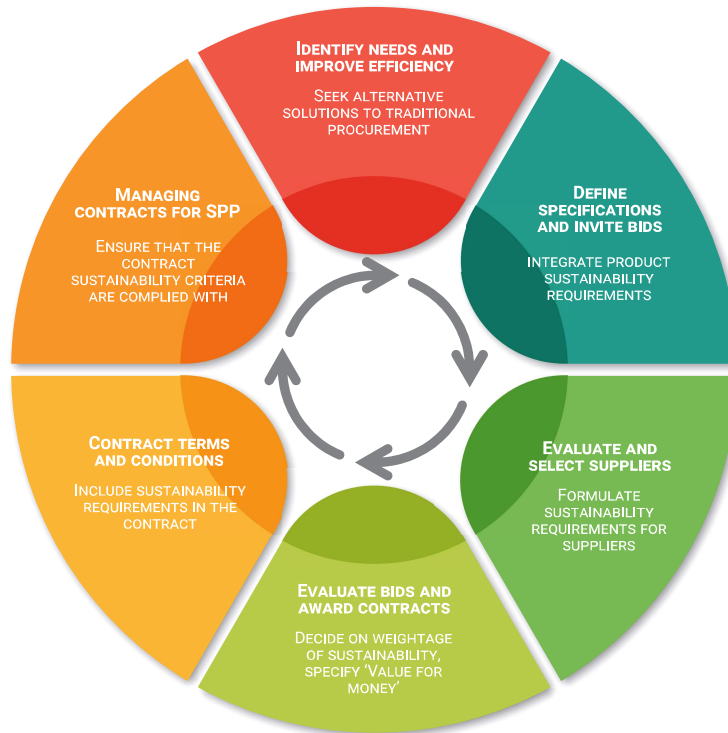 Identify needs and
improve efficiency
Seek alternative
solutions to traditional
procurement
Define
specifications
and invite bids
integrate product
sustainability
requirements
Evaluate and
select suppliers
Formulate
sustainability
requirements for
suppliers
Evaluate bids and
award contracts
Decide on weightage
of sustainability,
specify ‘Value for
money’
Contract terms
and conditions
Include sustainability
requirements in the
contract
Managing
contracts for SPP
Ensure that the
contract
sustainability criteria
are complied with